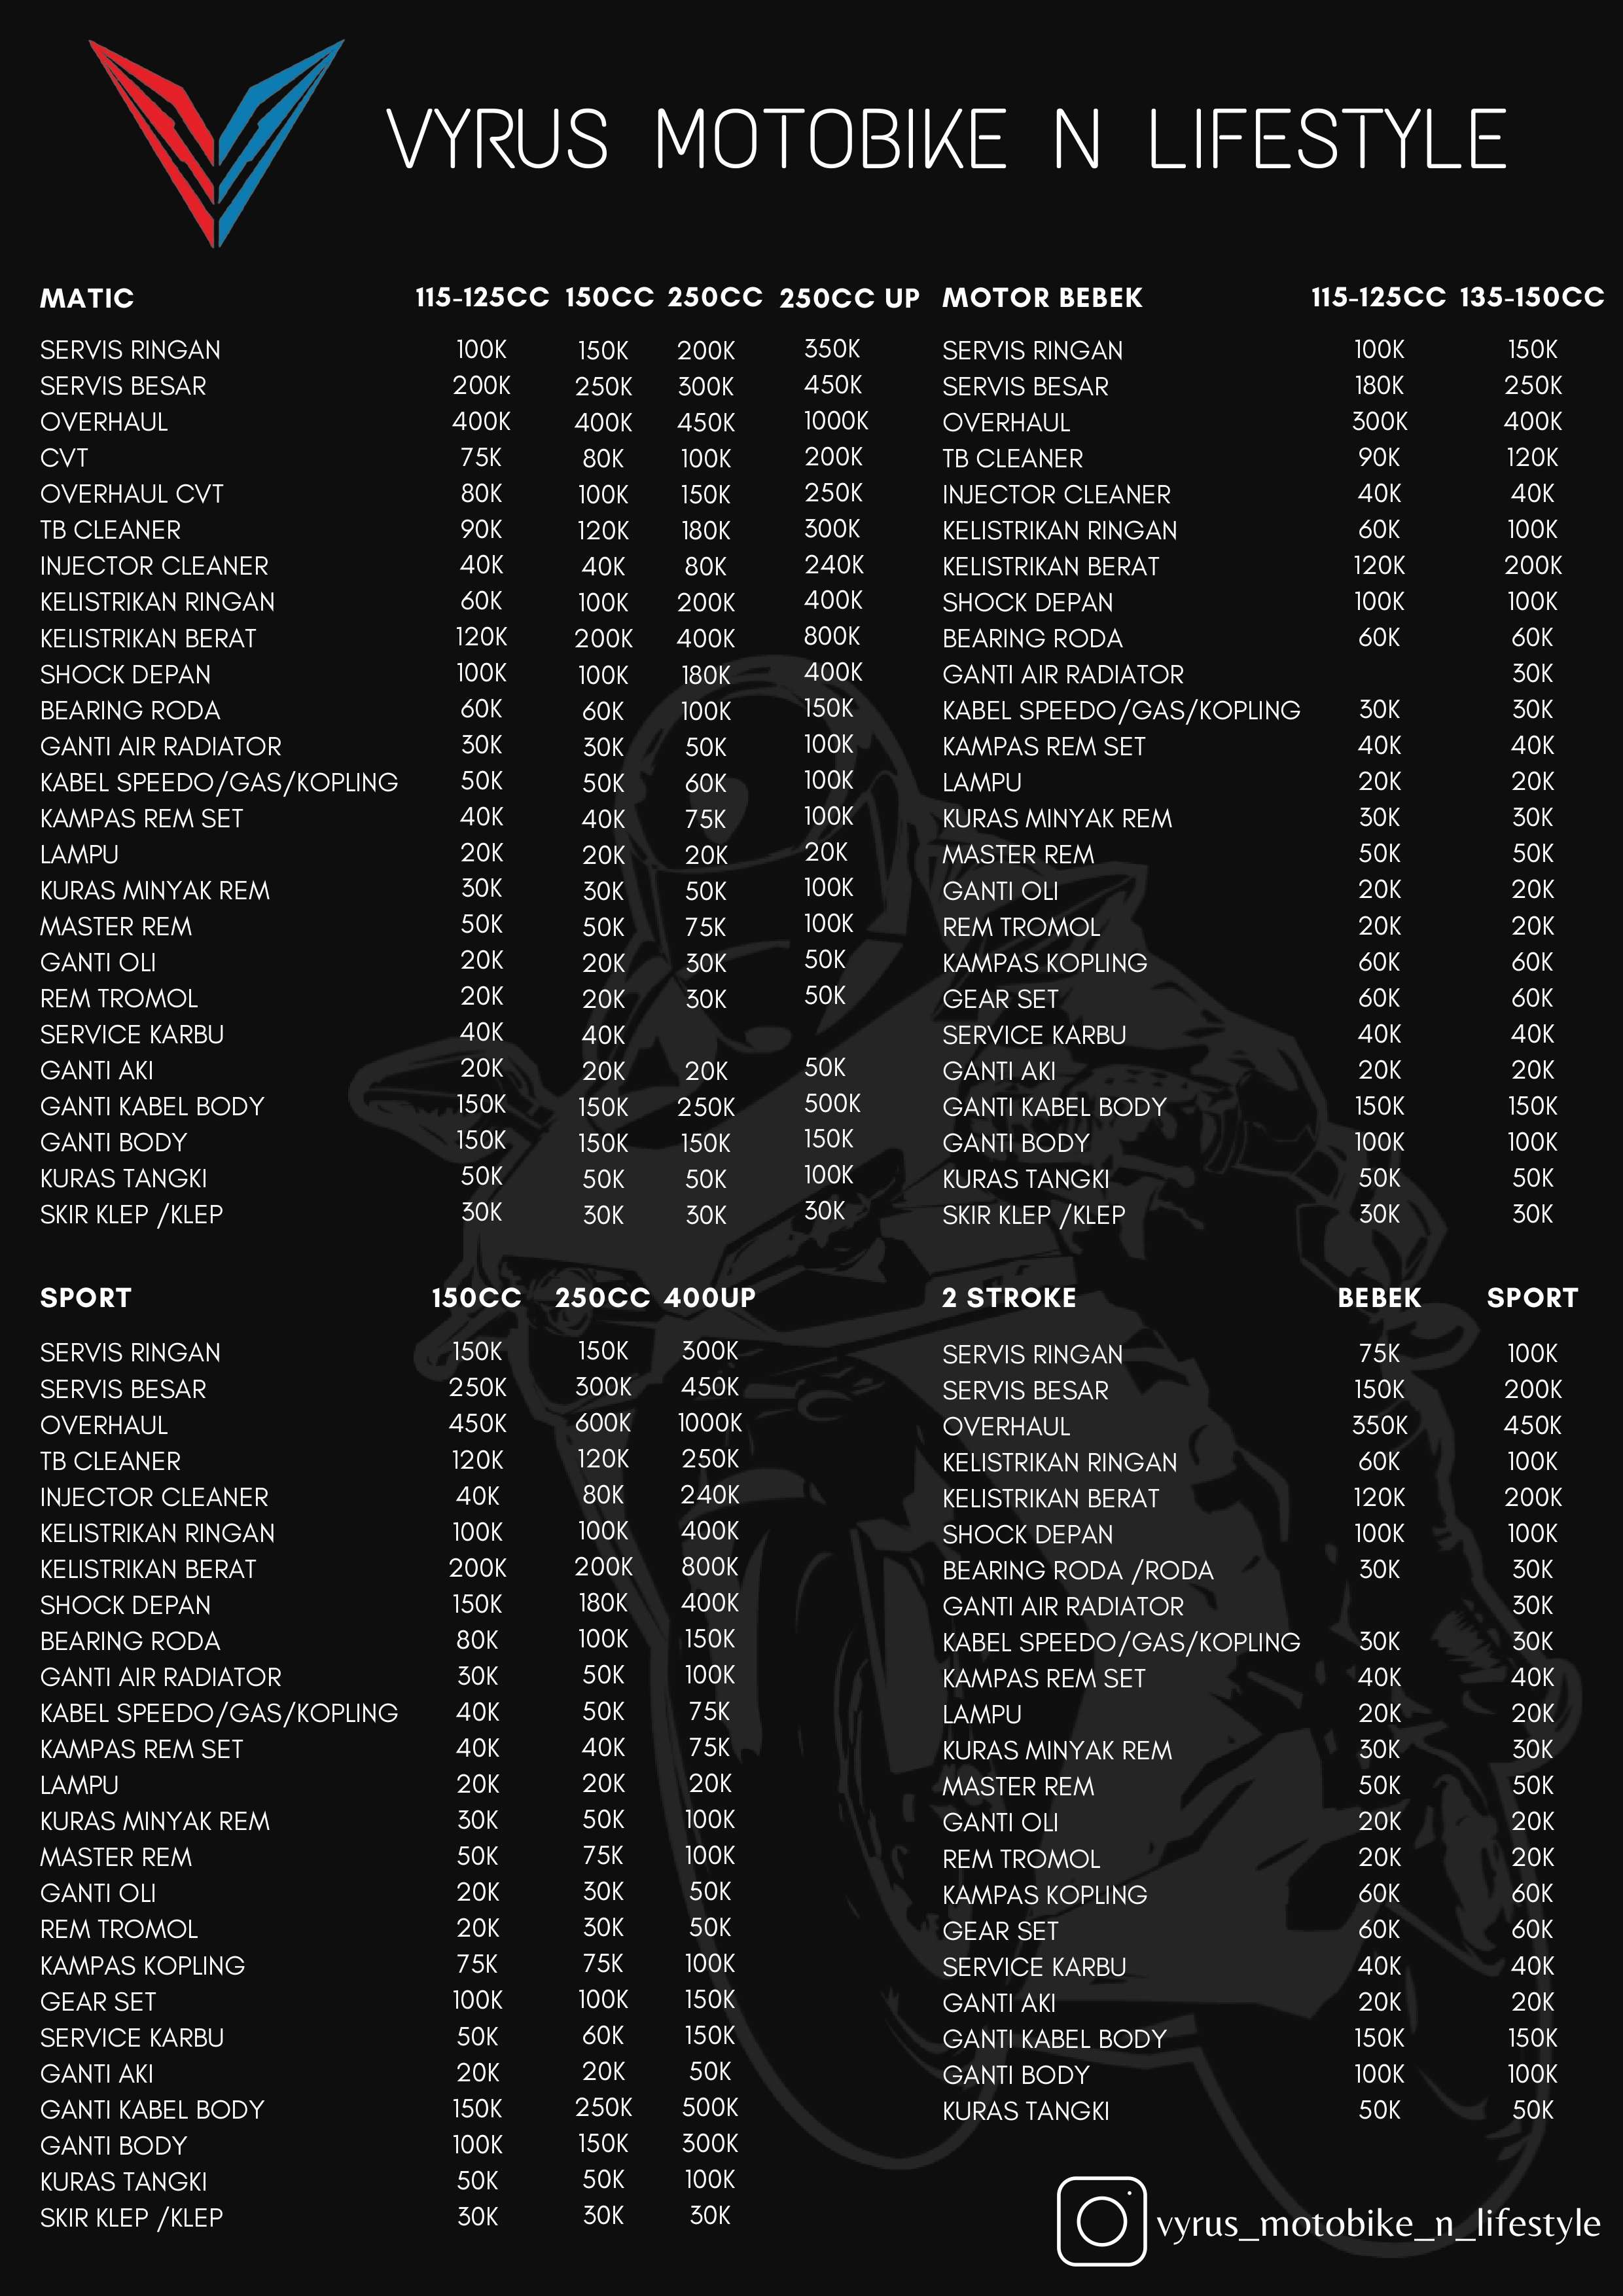 VYRUS MOTOBIKE N LIFESTYLE
MATIC 115-125CC 150CC 250CC 250CC UP
SERVIS RINGAN 100K 150K 200K 350K
SERVIS BESAR 200K 250K 300K 450K
OVERHAUL 400K 400K 450K 1000K
CVT 75K 80K 100K 200K
OVERHAUL CVT 80K 100K 150K 250K
TB CLEANER 90K 120K 180K 300K
INJECTOR CLEANER 40K 40K 80K 240K
KELISTRIKAN RINGAN 60K 100K 200K 400K
KELISTRIKAN BERAT 120K 200K 400K 800K
SHOCK DEPAN 100K 100K 180K 400K
BEARING RODA 60K 60K 100K 150K
GANTI AIR RADIATOR 30K 30K 50K 100K
KABEL SPEEDO/GAS/KOPLING 50K 50K 60K 100K
KAMPAS REM SET 40K 40K 75K 100K
LAMPU 20K 20K 20K 20K
KURAS MINYAK REM 30K 30K 50K 100K
MASTER REM 50K 50K 75K 100K
GANTI OLI 20K 20K 30K 50K
REM TROMOL 20K 20K 30K 50K
SERVICE KARBU 40K 40K
GANTI AKI 20K 20K 20K 50K
GANTI KABEL BODY 150K 150K 250K 500K
GANTI BODY 150K 150K 150K 150K
KURAS TANGKI 50K 50K 50K 100K
SKIR KLEP /KLEP 30K 30K 30K 30K
MOTOR BEBEK 115-125CC 135-150CC
SERVIS RINGAN 100K 150K
SERVIS BESAR 180K 250K
OVERHAUL 300K 400K
TB CLEANER 90K 120K
INJECTOR CLEANER 40K 40K
KELISTRIKAN RINGAN 60K 100K
KELISTRIKAN BERAT 120K 200K
SHOCK DEPAN 100K 100K
BEARING RODA 60K 60K
GANTI AIR RADIATOR 30K
KABEL SPEEDO/GAS/KOPLING 30K 30K
KAMPAS REM SET 40K 40K
LAMPU 20K 20K
KURAS MINYAK REM 30K 30K
MASTER REM 50K 50K
GANTI OLI 20K 20K
REM TROMOL 20K 20K
KAMPAS KOPLING 60K 60K
GEAR SET 60K 60K
SERVICE KARBU 40K 40K
GANTI AKI 20K 20K
GANTI KABEL BODY 150K 150K
GANTI BODY 100K 100K
KURAS TANGKI 50K 50K
SKIR KLEP /KLEP 30K 30K
SPORT 150CC 250CC 400UP
SERVIS RINGAN 150K 150K 300K
SERVIS BESAR 250K 300K 450K
OVERHAUL 450K 600K 1000K
TB CLEANER 120K 120K 250K
INJECTOR CLEANER 40K 80K 240K
KELISTRIKAN RINGAN 100K 100K 400K
KELISTRIKAN BERAT 200K 200K 800K
SHOCK DEPAN 150K 180K 400K
BEARING RODA 80K 100K 150K
GANTI AIR RADIATOR 30K 50K 100K
KABEL SPEEDO/GAS/KOPLING 40K 50K 75K
KAMPAS REM SET 40K 40K 75K
LAMPU 20K 20K 20K
KURAS MINYAK REM 30K 50K 100K
MASTER REM 50K 75K 100K
GANTI OLI 20K 30K 50K
REM TROMOL 20K 30K 50K
KAMPAS KOPLING 75K 75K 100K
GEAR SET 100K 100K 150K
SERVICE KARBU 50K 60K 150K
GANTI AKI 20K 20K 50K
GANTI KABEL BODY 150K 250K 500K
GANTI BODY 100K 150K 300K
KURAS TANGKI 50K 50K 100K
SKIR KLEP /KLEP 30K 30K 30K
2 STROKE BEBEK SPORT
SERVIS RINGAN 75K 100K
SERVIS BESAR 150K 200K
OVERHAUL 350K 450K
KELISTRIKAN RINGAN 60K 100K
KELISTRIKAN BERAT 120K 200K
SHOCK DEPAN 100K 100K
BEARING RODA /RODA 30K 30K
GANTI AIR RADIATOR 30K
KABEL SPEEDO/GAS/KOPLING 30K 30K
KAMPAS REM SET 40K 40K
LAMPU 20K 20K
KURAS MINYAK REM 30K 30K
MASTER REM 50K 50K
GANTI OLI 20K 20K
REM TROMOL 20K 20K
KAMPAS KOPLING 60K 60K
GEAR SET 60K 60K
SERVICE KARBU 40K 40K
GANTI AKI 20K 20K
GANTI KABEL BODY 150K 150K
GANTI BODY 100K 100K
KURAS TANGKI 50K 50K
vyrus_motobike_n_lifestyle